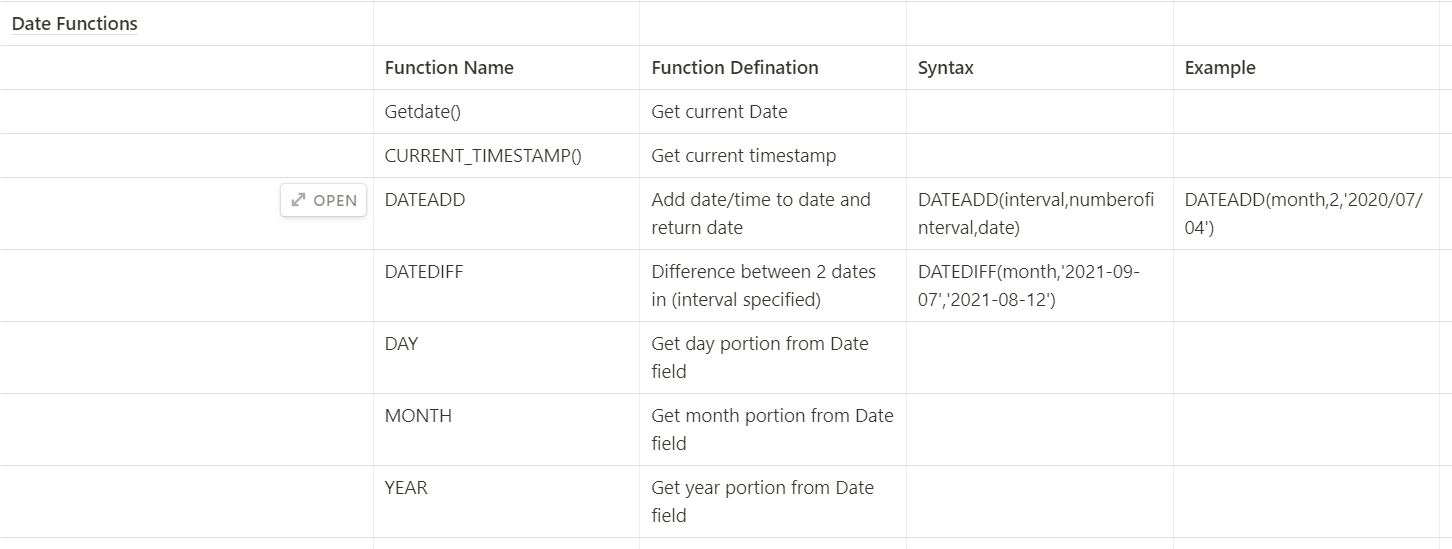 Date Functions
Function Name Function Defination Syntax Example
Getdate() Get current Date
CURRENT_TIMESTAMP() Get current timestamp
OPEN DATEADD Add date/time to date and DATEADD(interval,numberofi DATEADD(month,2,'2020/07/
return date nterval,date) 04')
DATEDIFF Difference between 2 dates DATEDIFF(month,'2021-09-
in (interval specified) 07','2021-08-12')
DAY Get day portion from Date
field
MONTH Get month portion from Date
field
YEAR Get year portion from Date
field